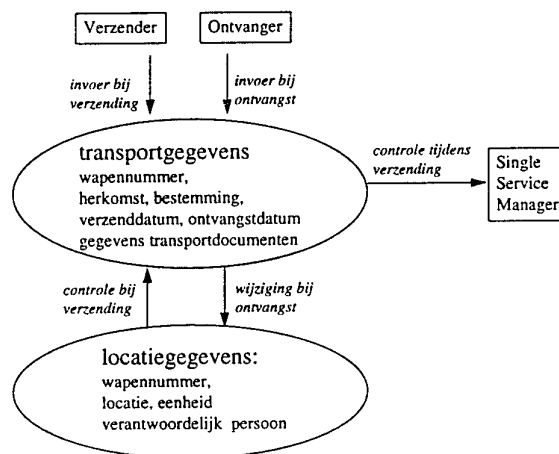 Verzender
Ontvanger
invoer bij
verzending
invoer bij
ontvangst
transportgegevens
wapennummer,
herkomst, bestemming,
verzenddatum, ontvangstdatum
gegevens transportdocumenten
controle tijdens
verzending
Single
Service
Manager
controle bij
verzending
wijziging bij
ontvangst
locatiegegevens:
wapennummer,
locatie, eenheid
verantwoordelijk persoon